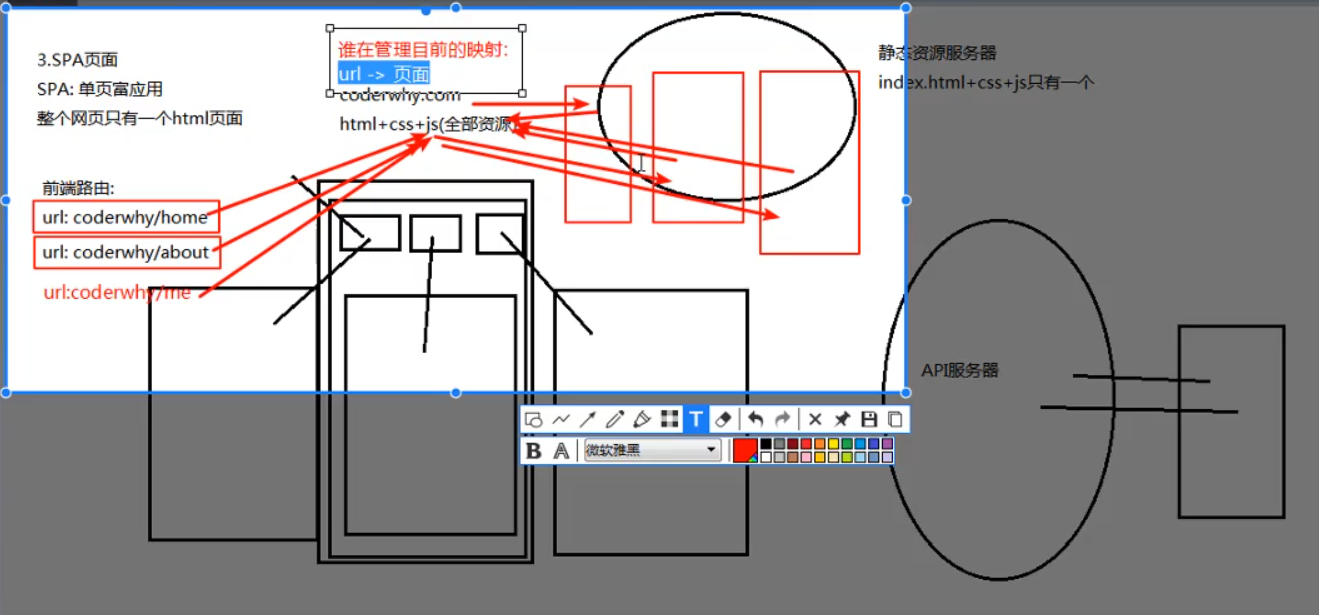 3.SPA页面
SPA: 单页富应用
整个网页只有一个html页面
谁在管理目前的映射:
url -> 页面
coderwhy.com
html+css+js(全部资源)
静态资源服务器
index.html+css+js只有一个
前端路由:
url: coderwhy/home
url: coderwhy/about
url:coderwhy/me
API服务器
T
B A 微软雅黑